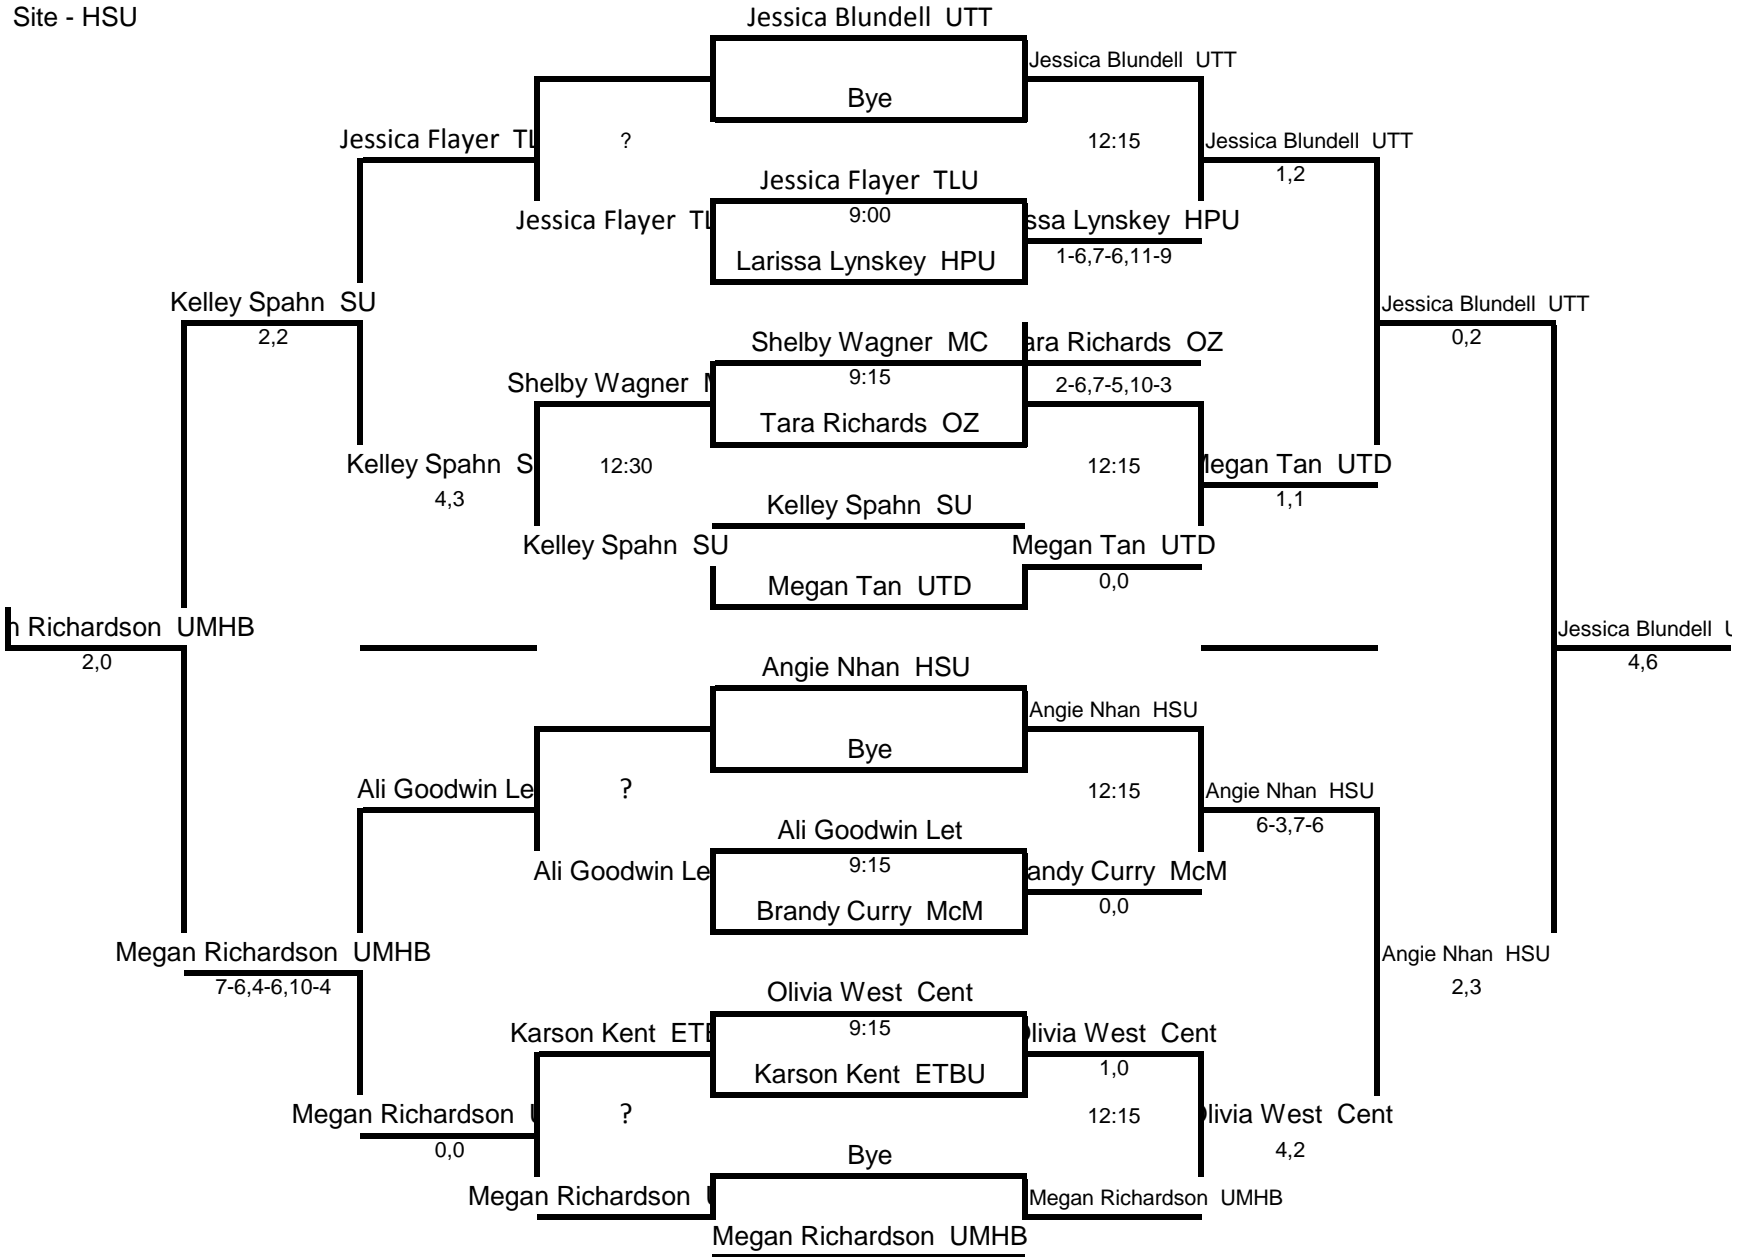 Site - HSU
Jessica Blundell UTT
Jessica Blundell UTT
Bye
Jessica Flayer TL
?
12:15
Jessica Blundell UTT
1,2
Jessica Flayer TLU
9:00
Jessica Flayer TL
ssa Lynskey HPU
1-6,7-6,11-9
Larissa Lynskey HPU
Kelley Spahn SU
2,2
Jessica Blundell UTT
0,2
Shelby Wagner MC
ara Richards OZ
9:15
2-6,7-5,10-3
Shelby Wagner
Tara Richards OZ
Kelley Spahn S
4,3
12:30
12:15
Megan Tan UTD
1,1
Kelley Spahn SU
Kelley Spahn SU
Megan Tan UTD
0,0
Megan Tan UTD
n Richardson UMHB
2,0
Jessica Blundell
4,6
Angie Nhan HSU
Angie Nhan HSU
Bye
Ali Goodwin Le
?
12:15
Angie Nhan HSU
6-3,7-6
Ali Goodwin Let
9:15
Ali Goodwin Le
andy Curry McM
0,0
Brandy Curry McM
Megan Richardson UMHB
7-6,4-6,10-4
Angie Nhan HSU
2,3
Olivia West Cent
9:15
Karson Kent ETB
Olivia West Cent
1,0
Karson Kent ETBU
Megan Richardson
0,0
?
12:15
Olivia West Cent
4,2
Bye
Megan Richardson
Megan Richardson UMHB
Megan Richardson UMHB